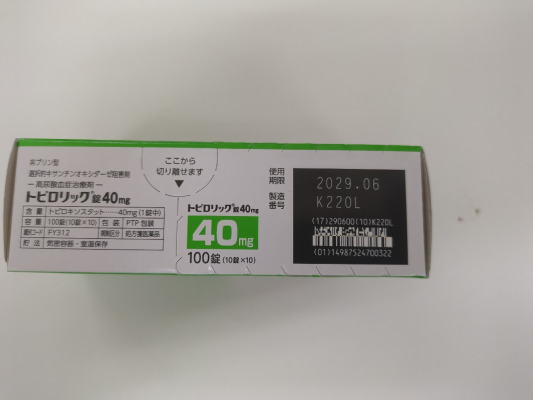 非プリン型
選択的キサンチンオキシダーゼ阻害剤
－高尿酸血症治療剤－
トピロリック®錠40mg
含 量 トピロキソスタット……40mg(1錠中)
容 量 100錠(10錠×10) 包 装 PTP包装
識別コード FY312 規制区分 処方箋医薬品
貯 法 気密容器・室温保存
ここから
切り離せます
トピロリック®錠40mg
40mg
100錠(10錠×10)
使用
期限
製造
番号
2029.06
K220L
(17)290600(10)K220L
(01)14987524700322